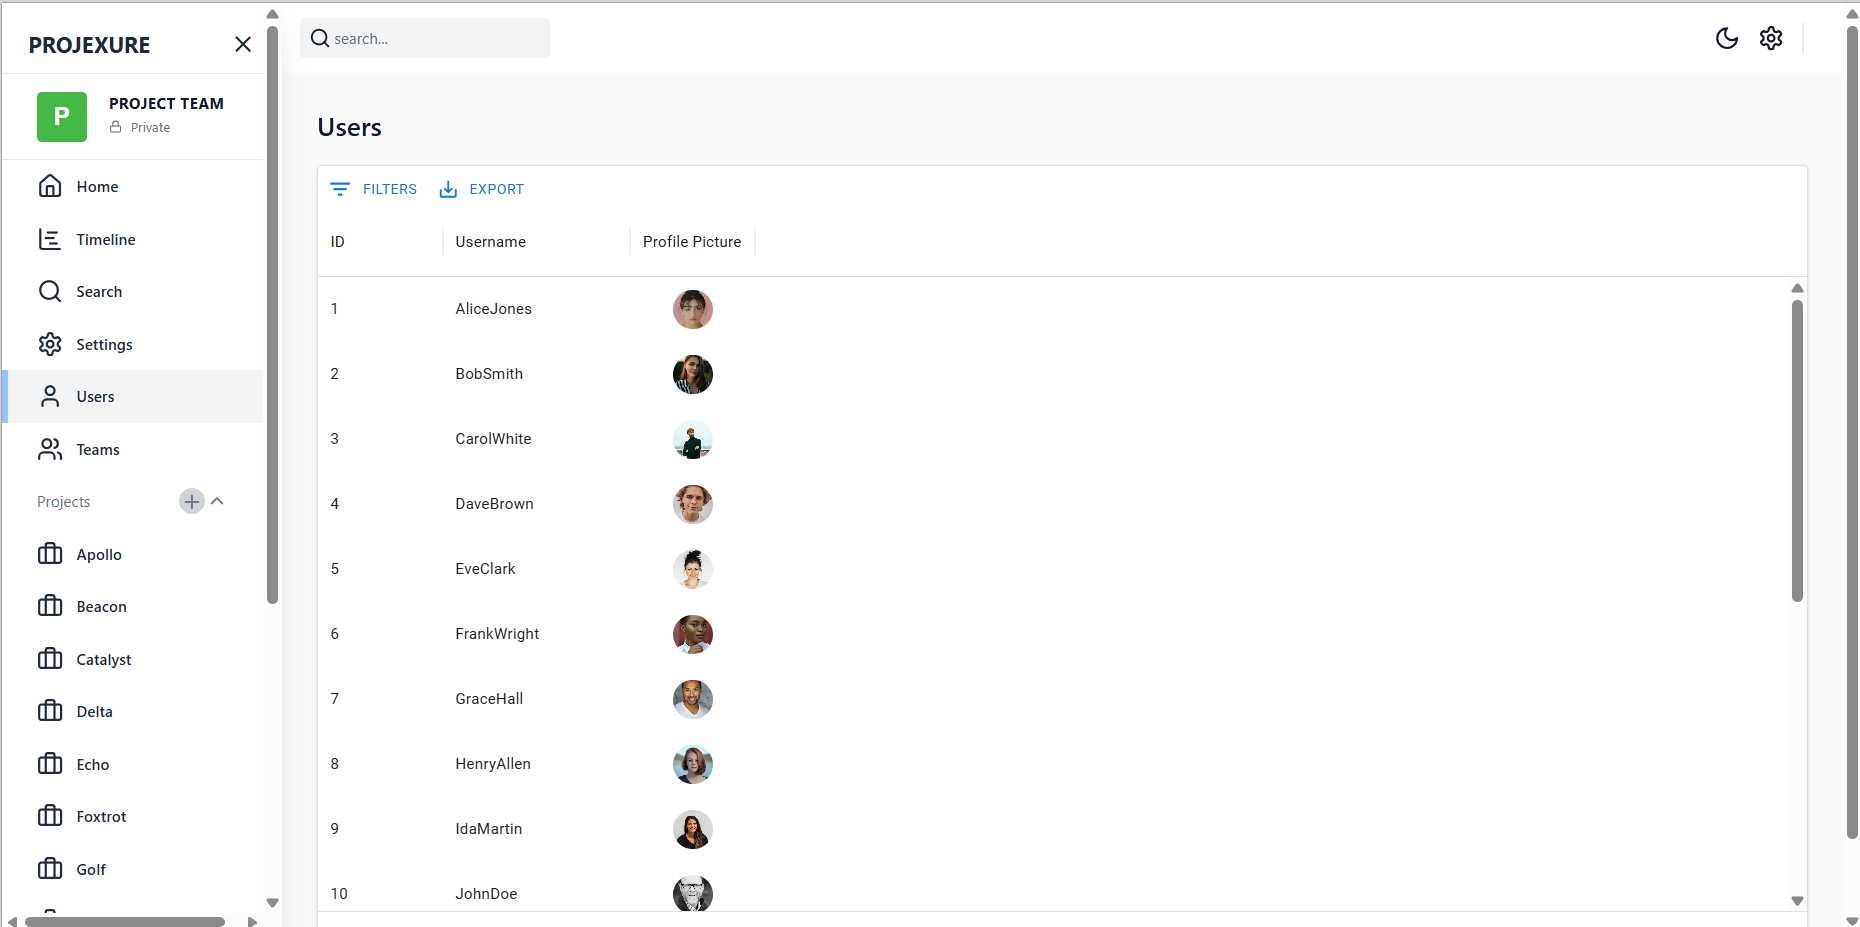 PROJEXURE
P
PROJECT TEAM
Private
Home
Timeline
Search
Settings
Users
Teams
Projects
Apollo
Beacon
Catalyst
Delta
Echo
Foxtrot
Golf
search...
Users
FILTERS EXPORT
ID Username Profile Picture
1 AliceJones
2 BobSmith
3 CarolWhite
4 DaveBrown
5 EveClark
6 FrankWright
7 GraceHall
8 HenryAllen
9 IdaMartin
10 JohnDoe